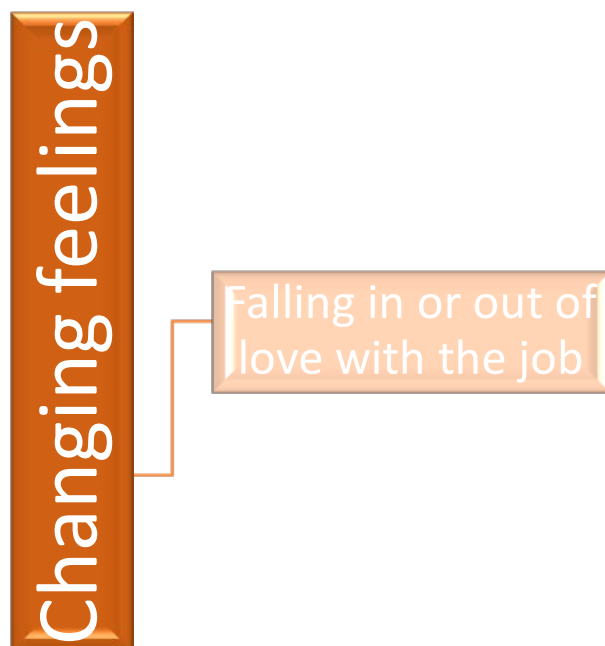 Changing feelings
Falling in or out of
love with the job